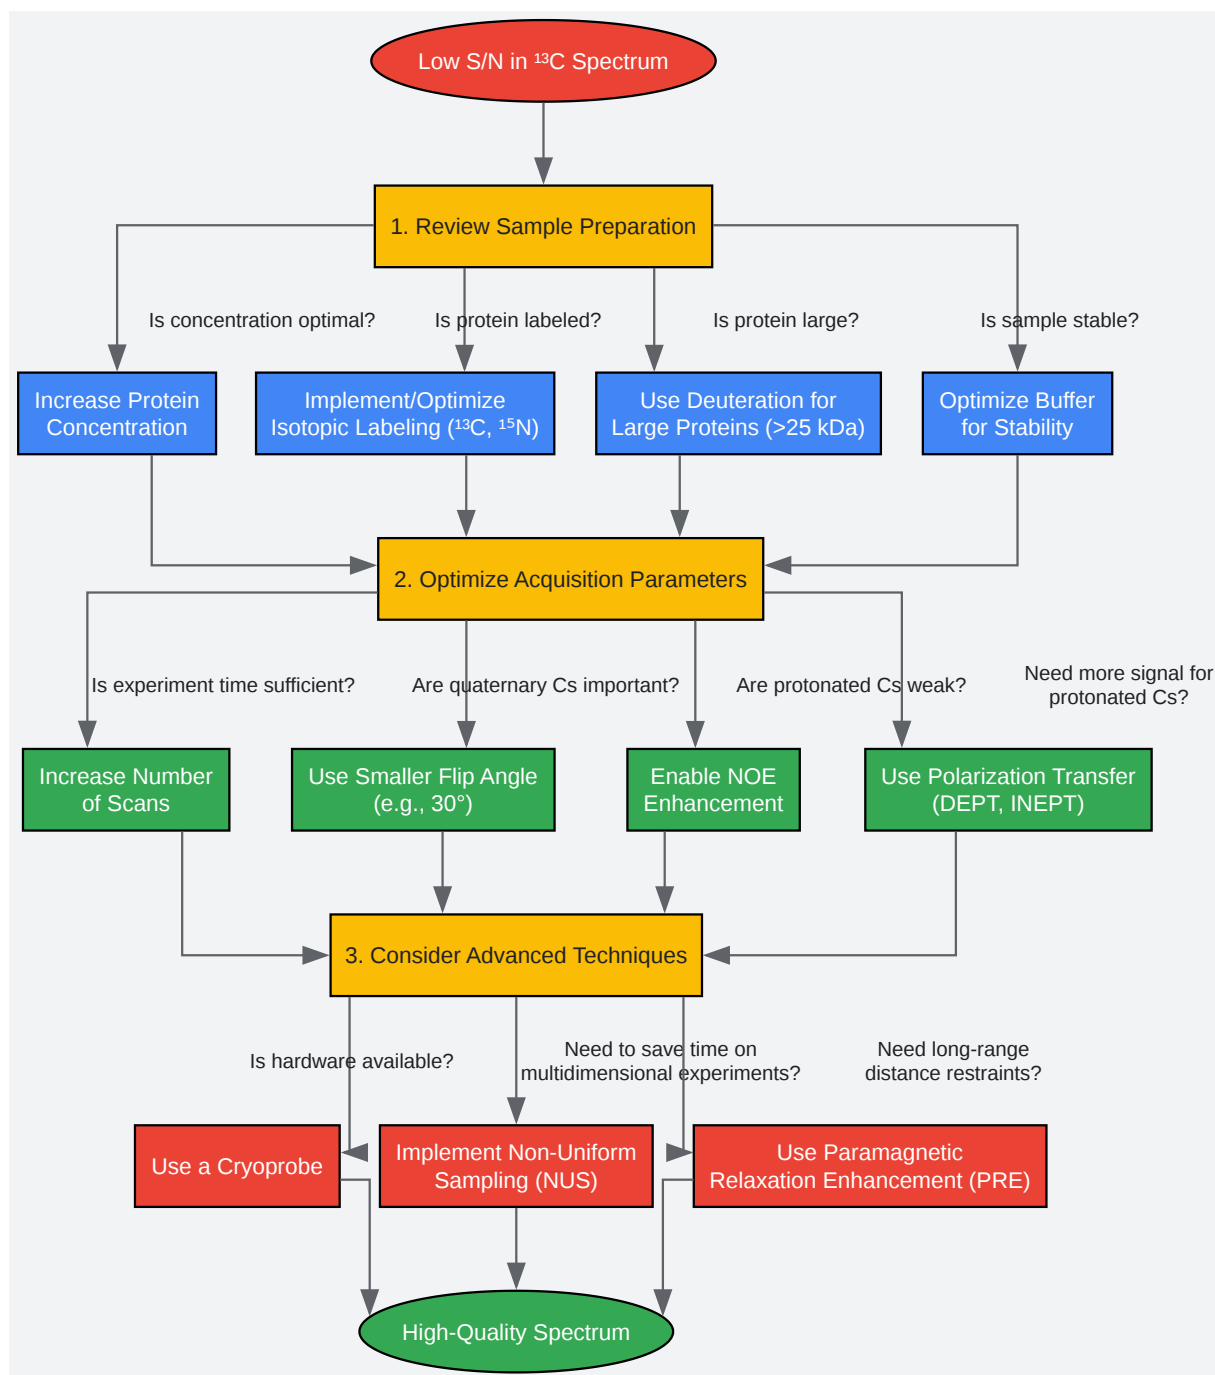 Low S/N in ¹³C Spectrum
1. Review Sample Preparation
Is concentration optimal?
Is protein labeled?
Is protein large?
Is sample stable?
Increase Protein
Concentration
Implement/Optimize
Isotopic Labeling (¹³C, ¹⁵N)
Use Deuteration for
Large Proteins (>25 kDa)
Optimize Buffer
for Stability
2. Optimize Acquisition Parameters
Is experiment time sufficient?
Are quaternary Cs important?
Are protonated Cs weak?
Need more signal for
protonated Cs?
Increase Number
of Scans
Use Smaller Flip Angle
(e.g., 30°)
Enable NOE
Enhancement
Use Polarization Transfer
(DEPT, INEPT)
3. Consider Advanced Techniques
Is hardware available?
Need to save time on
multidimensional experiments?
Need long-range
distance restraints?
Use a Cryoprobe
Implement Non-Uniform
Sampling (NUS)
Use Paramagnetic
Relaxation Enhancement (PRE)
High-Quality Spectrum